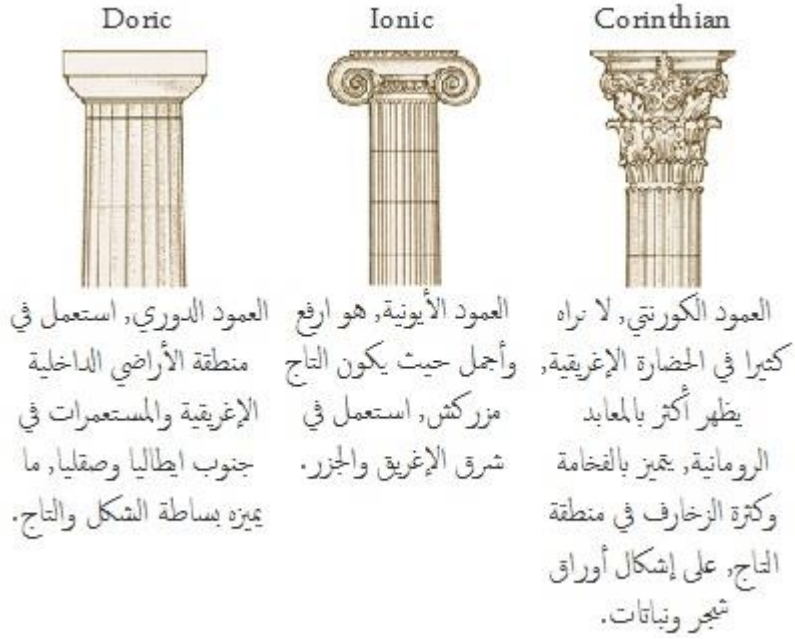 Doric
Ionic
Corinthian
العمود الدوري, استعمل في
منطقة الأراضي الداخلية
الإغريقية والمستعمرات في
جنوب ايطاليا وصقليا, ما
يميزه بساطة الشكل والتاج.
العمود الأيونية, هو ارفع
وأجمل حيث يكون التاج
مزركش, استعمل في
شرق الإغريق والجزر.
العمود الكورنتي, لا نراه
كثيرا في الحضارة الإغريقية,
يظهر أكثر بالمعابد
الرومانية, يتميز بالفخامة
وكثرة الزخارف في منطقة
التاج, على إشكال أوراق
شجر ونباتات.